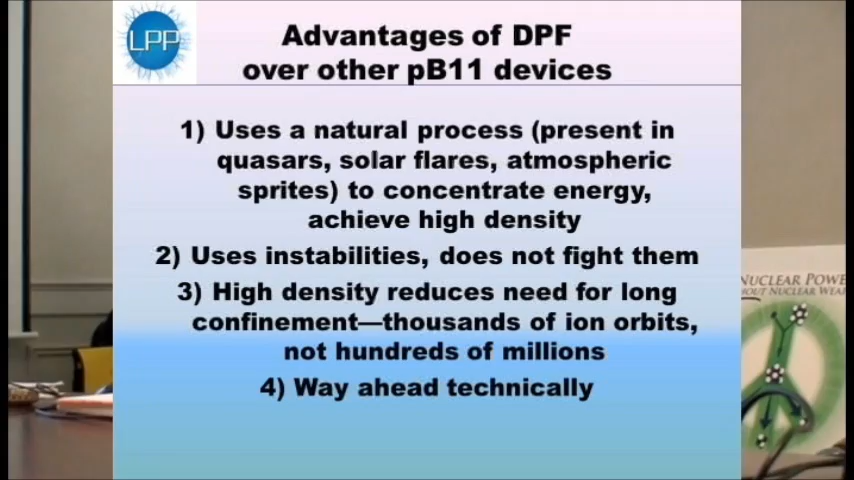 LPP
Advantages of DPF
over other pB11 devices
1) Uses a natural process (present in
quasars, solar flares, atmospheric
sprites) to concentrate energy,
achieve high density
2) Uses instabilities, does not fight them
3) High density reduces need for long
confinement—thousands of ion orbits,
not hundreds of millions
4) Way ahead technically
NUCLEAR POWE
OUT NUCLEAR WEA